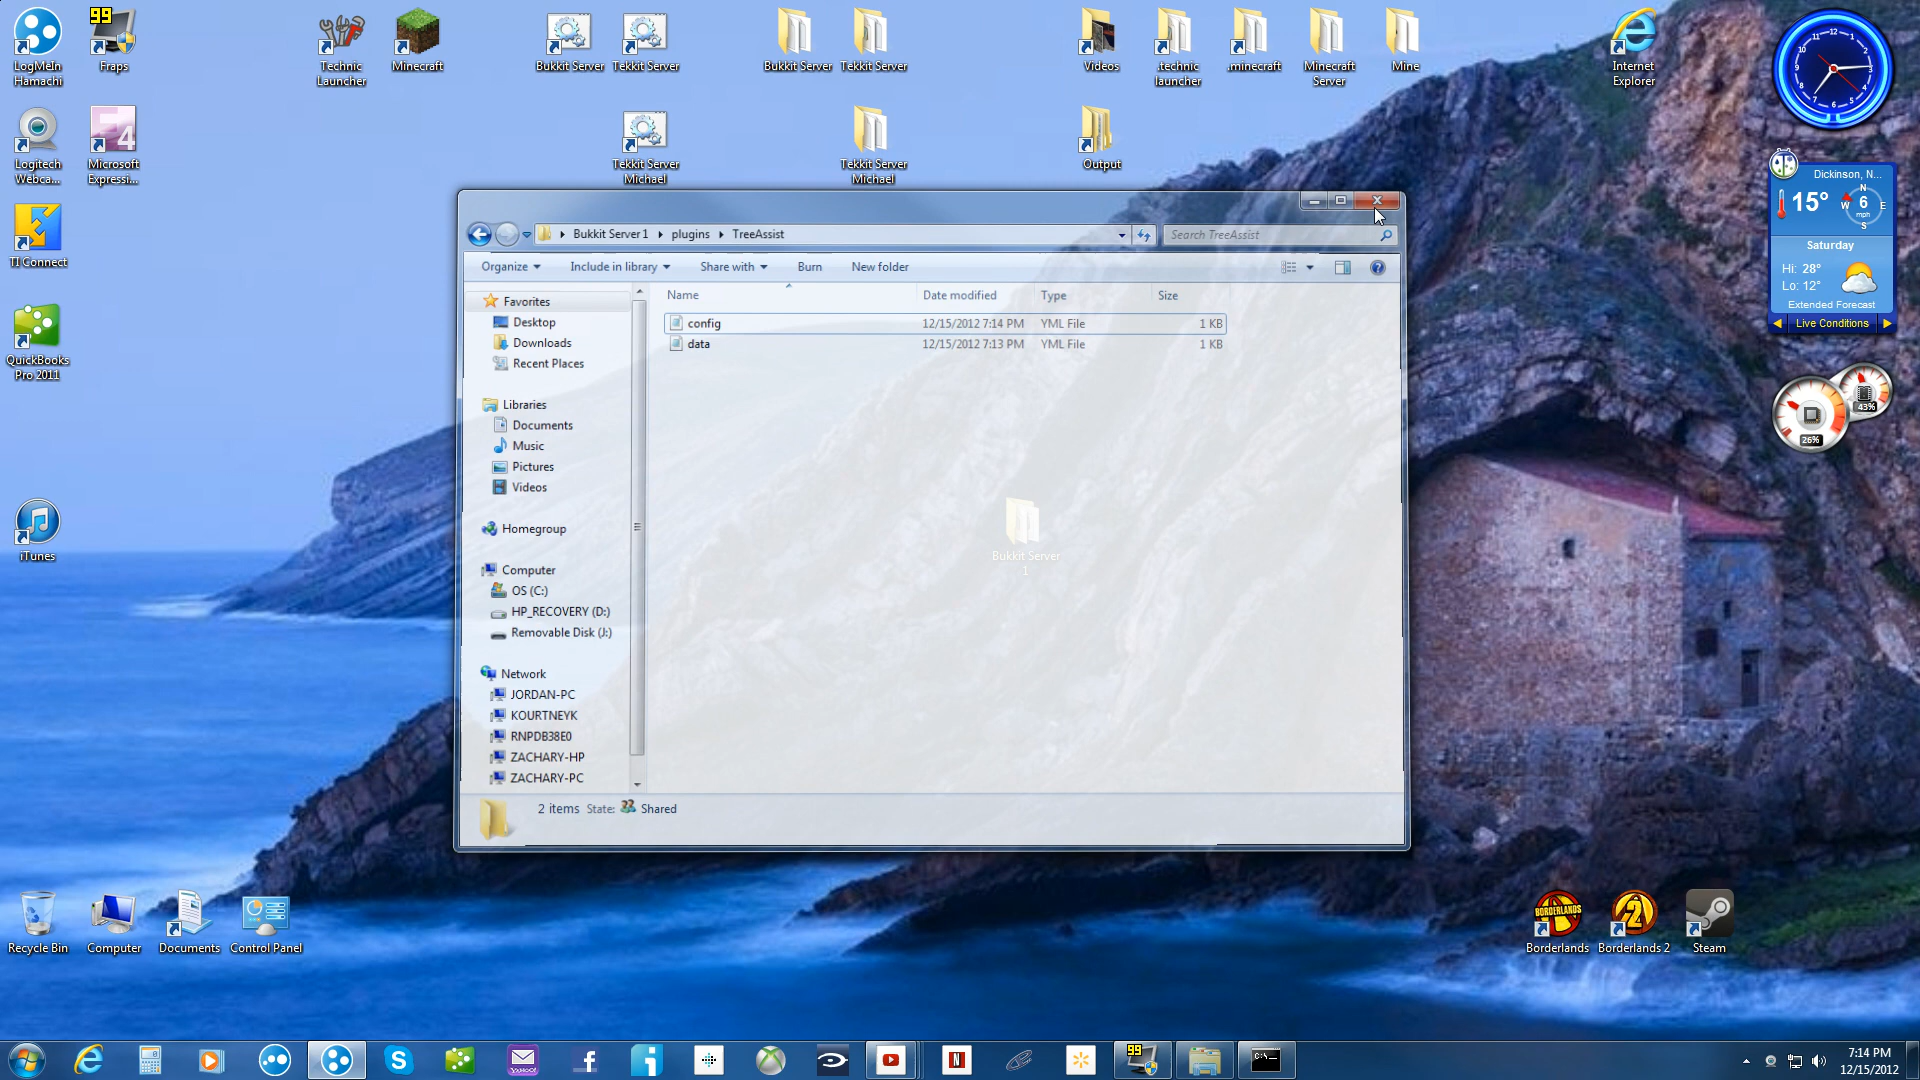 LogMeIn
Hamachi
99
Fraps
Technic
Launcher
Minecraft
Bukkit Server
Tekkit Server
Bukkit Server
Tekkit Server
Videos
.technic
launcher
.minecraft
Minecraft
Server
Mine
Internet
Explorer
Logitech
Webca...
Microsoft
Expressi...
Tekkit Server
Michael
Tekkit Server
Michael
Output
TI Connect
QuickBooks
Pro 2011
iTunes
Bukkit Server 1
plugins
TreeAssist
Search TreeAssist
Organize
Include in library
Share with
Burn
New folder
Name
Date modified
Type
Size
config
12/15/2012 7:14 PM
YML File
1 KB
data
12/15/2012 7:13 PM
YML File
1 KB
Favorites
Desktop
Downloads
Recent Places
Libraries
Documents
Music
Pictures
Videos
Homegroup
Computer
OS (C:)
HP_RECOVERY (D:)
Removable Disk (J:)
Network
JORDAN-PC
KOURTNEYK
RNPDB38E0
ZACHARY-HP
ZACHARY-PC
Bukkit Server
1
2 items State: Shared
Dickinson, N...
15°
N
W 6 E
mph
S
Saturday
Hi: 28°
Lo: 12°
Extended Forecast
Live Conditions
43%
26%
Recycle Bin
Computer
Documents
Control Panel
BORDERLANDS
Borderlands
2
Borderlands 2
Steam
99
7:14 PM
12/15/2012